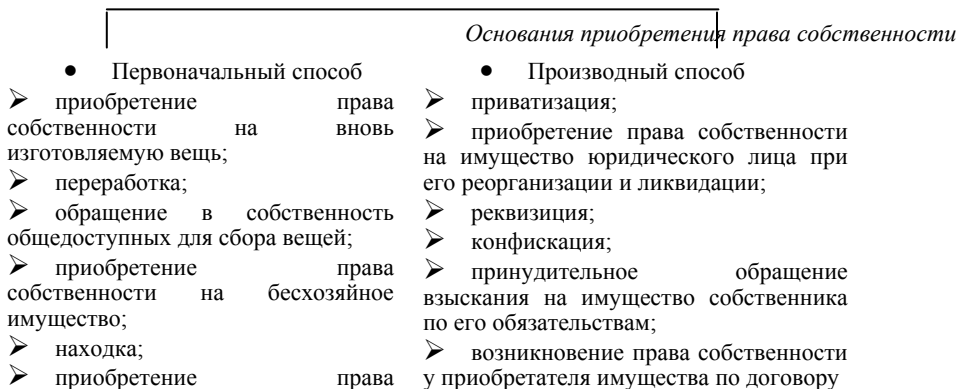 Основания приобретения права собственности
• Первоначальный способ
➢ приобретение права
собственности на вновь
изготовляемую вещь;
➢ переработка;
➢ обращение в собственность
общедоступных для сбора вещей;
➢ приобретение права
собственности на бесхозяйное
имущество;
➢ находка;
➢ приобретение права
• Производный способ
➢ приватизация;
➢ приобретение права собственности
на имущество юридического лица при
его реорганизации и ликвидации;
➢ реквизиция;
➢ конфискация;
➢ принудительное обращение
взыскания на имущество собственника
по его обязательствам;
➢ возникновение права собственности
у приобретателя имущества по договору